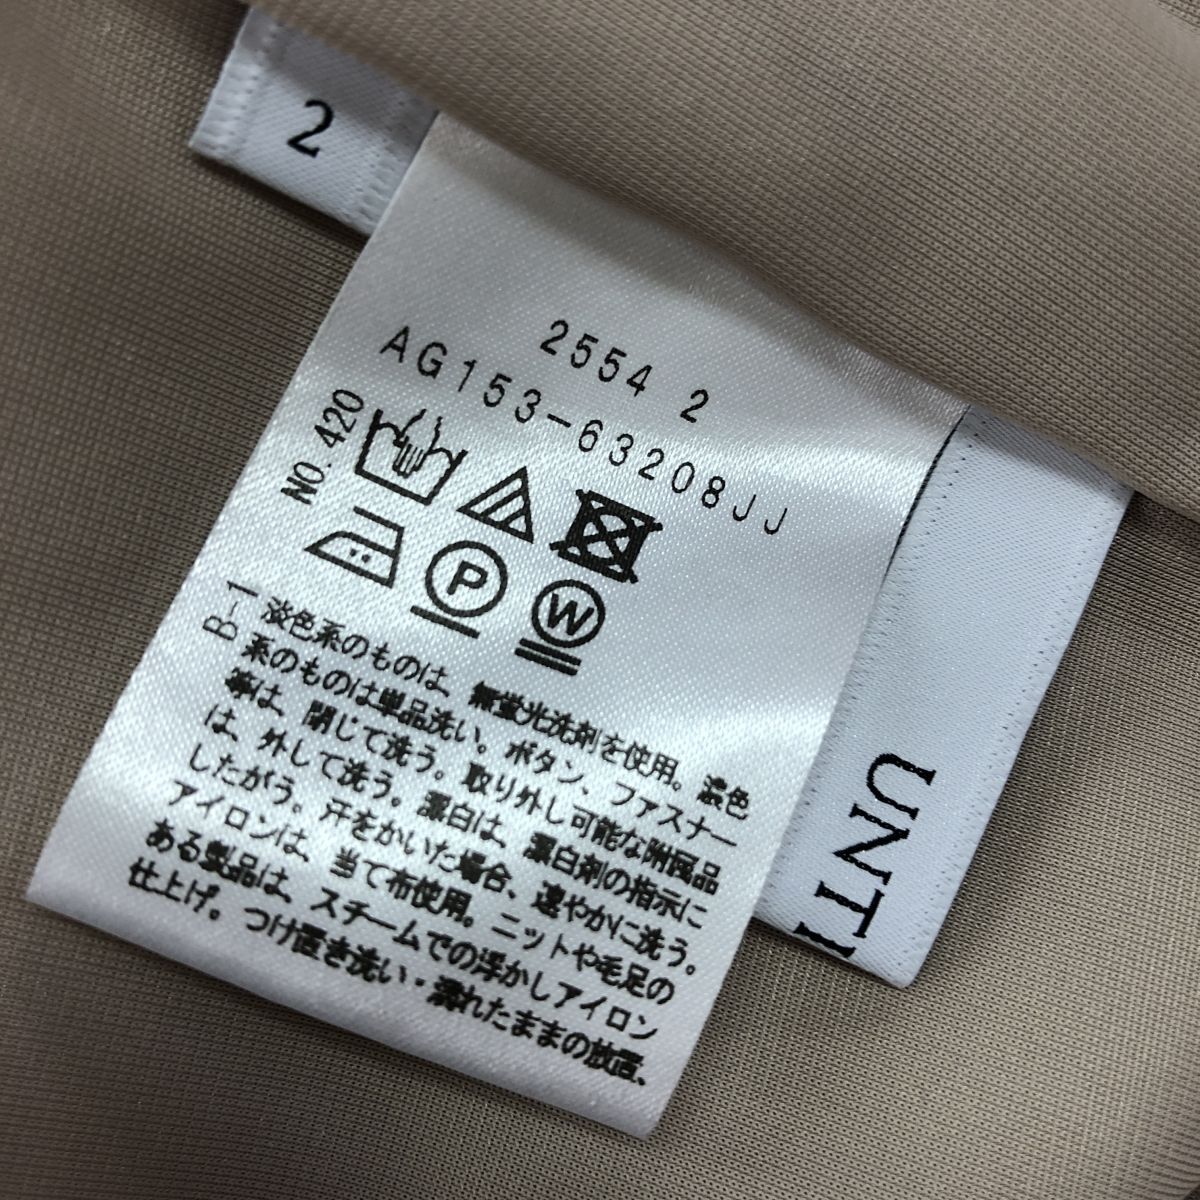 2
2554 2
AG153-63208JJ
NO. 420
P
W
B-1
淡色系のものは、無蛍光洗剤を使用。濃色
系のものは単品洗い。ボタン、ファスナー
等は、閉じて洗う。取り外し可能な附属品
は、外して洗う。漂白は、漂白剤の指示に
したがう。汗をかいた場合、速やかに洗う。
アイロンは、当て布使用。ニットや毛足の
ある製品は、スチームでの浮かしアイロン
仕上げ。つけ置き洗い・濡れたままの放置、
UNTI